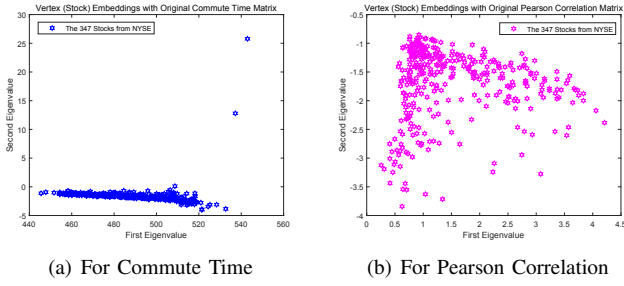 Vertex (Stock) Embeddings with Original Commute Time Matrix
The 347 Stocks from NYSE
30
25
20
15
10
5
0
-5
Second Eigenvalue
440 460 480 500 520 540 560
First Eigenvalue
(a) For Commute Time
Vertex (Stock) Embeddings with Original Pearson Correlation Matrix
The 347 Stocks from NYSE
-0.5
-1
-1.5
-2
-2.5
-3
-3.5
-4
Second Eigenvalue
0 0.5 1 1.5 2 2.5 3 3.5 4 4.5
First Eigenvalue
(b) For Pearson Correlation